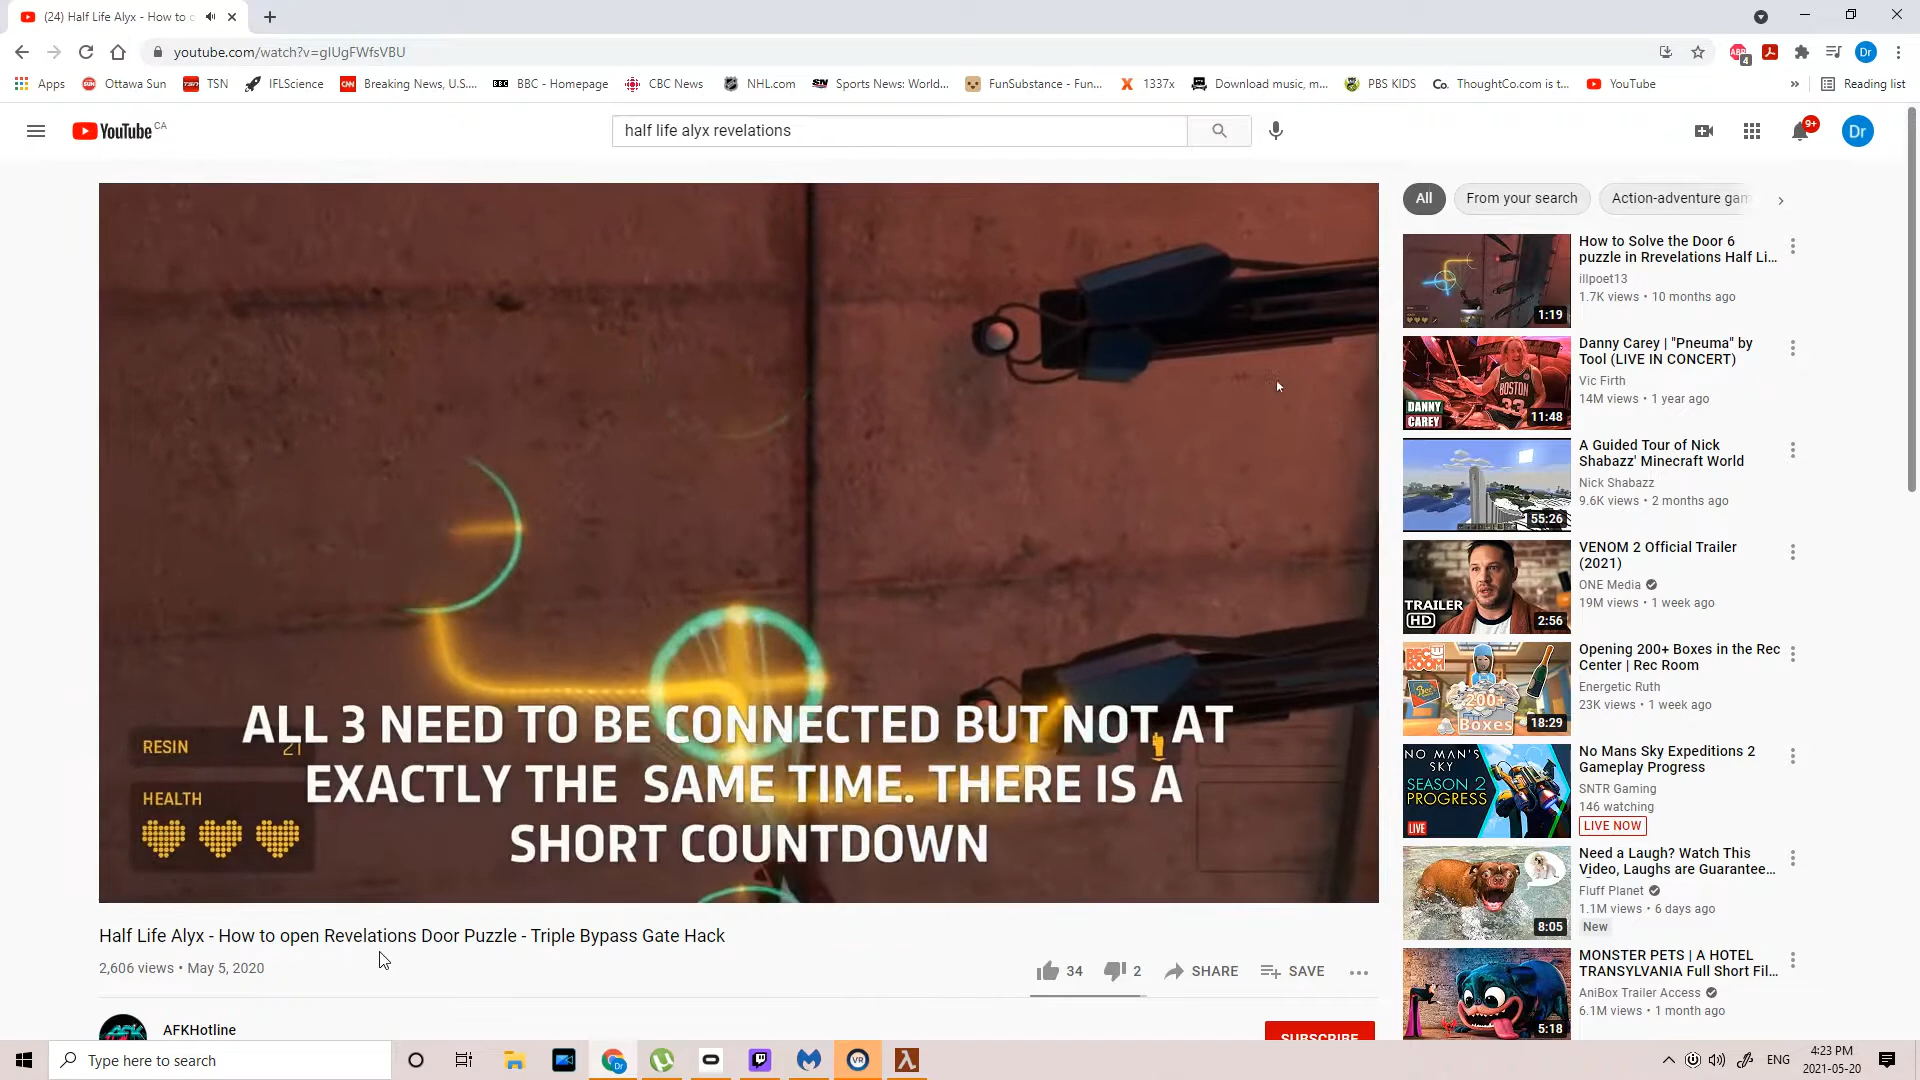 (24) Half Life Alyx - How to
youtube.com/watch?v=gIUgFWfsVBU
4
Dr
Apps
Ottawa Sun
TSN
IFLScience
Breaking News, U.S....
BBC - Homepage
CBC News
NHL.com
Sports News: World...
FunSubstance - Fun...
1337x
Download music, m...
PBS KIDS
ThoughtCo.com is t...
YouTube
»
Reading list
YouTube CA
half life alyx revelations
9+
Dr
All
From your search
Action-adventure gam
How to Solve the Door 6
puzzle in Rrevelations Half Li...
illpoet13
1.7K views • 10 months ago
1:19
Danny Carey | "Pneuma" by
Tool (LIVE IN CONCERT)
Vic Firth
14M views • 1 year ago
BOSTON
33
DANNY
CAREY
11:48
A Guided Tour of Nick
Shabazz' Minecraft World
Nick Shabazz
9.6K views • 2 months ago
55:26
VENOM 2 Official Trailer
(2021)
ONE Media
19M views • 1 week ago
TRAILER
HD
2:56
Opening 200+ Boxes in the Rec
Center | Rec Room
Energetic Ruth
23K views • 1 week ago
REC
ROOM
200+
Boxes
18:29
No Mans Sky Expeditions 2
Gameplay Progress
SNTR Gaming
146 watching
LIVE NOW
NO MAN'S
SKY
SEASON 2
PROGRESS
LIVE
Need a Laugh? Watch This
Video, Laughs are Guarantee...
Fluff Planet
1.1M views • 6 days ago
New
8:05
MONSTER PETS | A HOTEL
TRANSYLVANIA Full Short Fil...
AniBox Trailer Access
6.1M views • 1 month ago
5:18
RESIN 21
HEALTH
ALL 3 NEED TO BE CONNECTED BUT NOT AT
EXACTLY THE SAME TIME. THERE IS A
SHORT COUNTDOWN
Half Life Alyx - How to open Revelations Door Puzzle - Triple Bypass Gate Hack
2,606 views • May 5, 2020
34
2
SHARE
SAVE
AFK
AFKHotline
SUBSCRIBE
Type here to search
VR
ENG
4:23 PM
2021-05-20